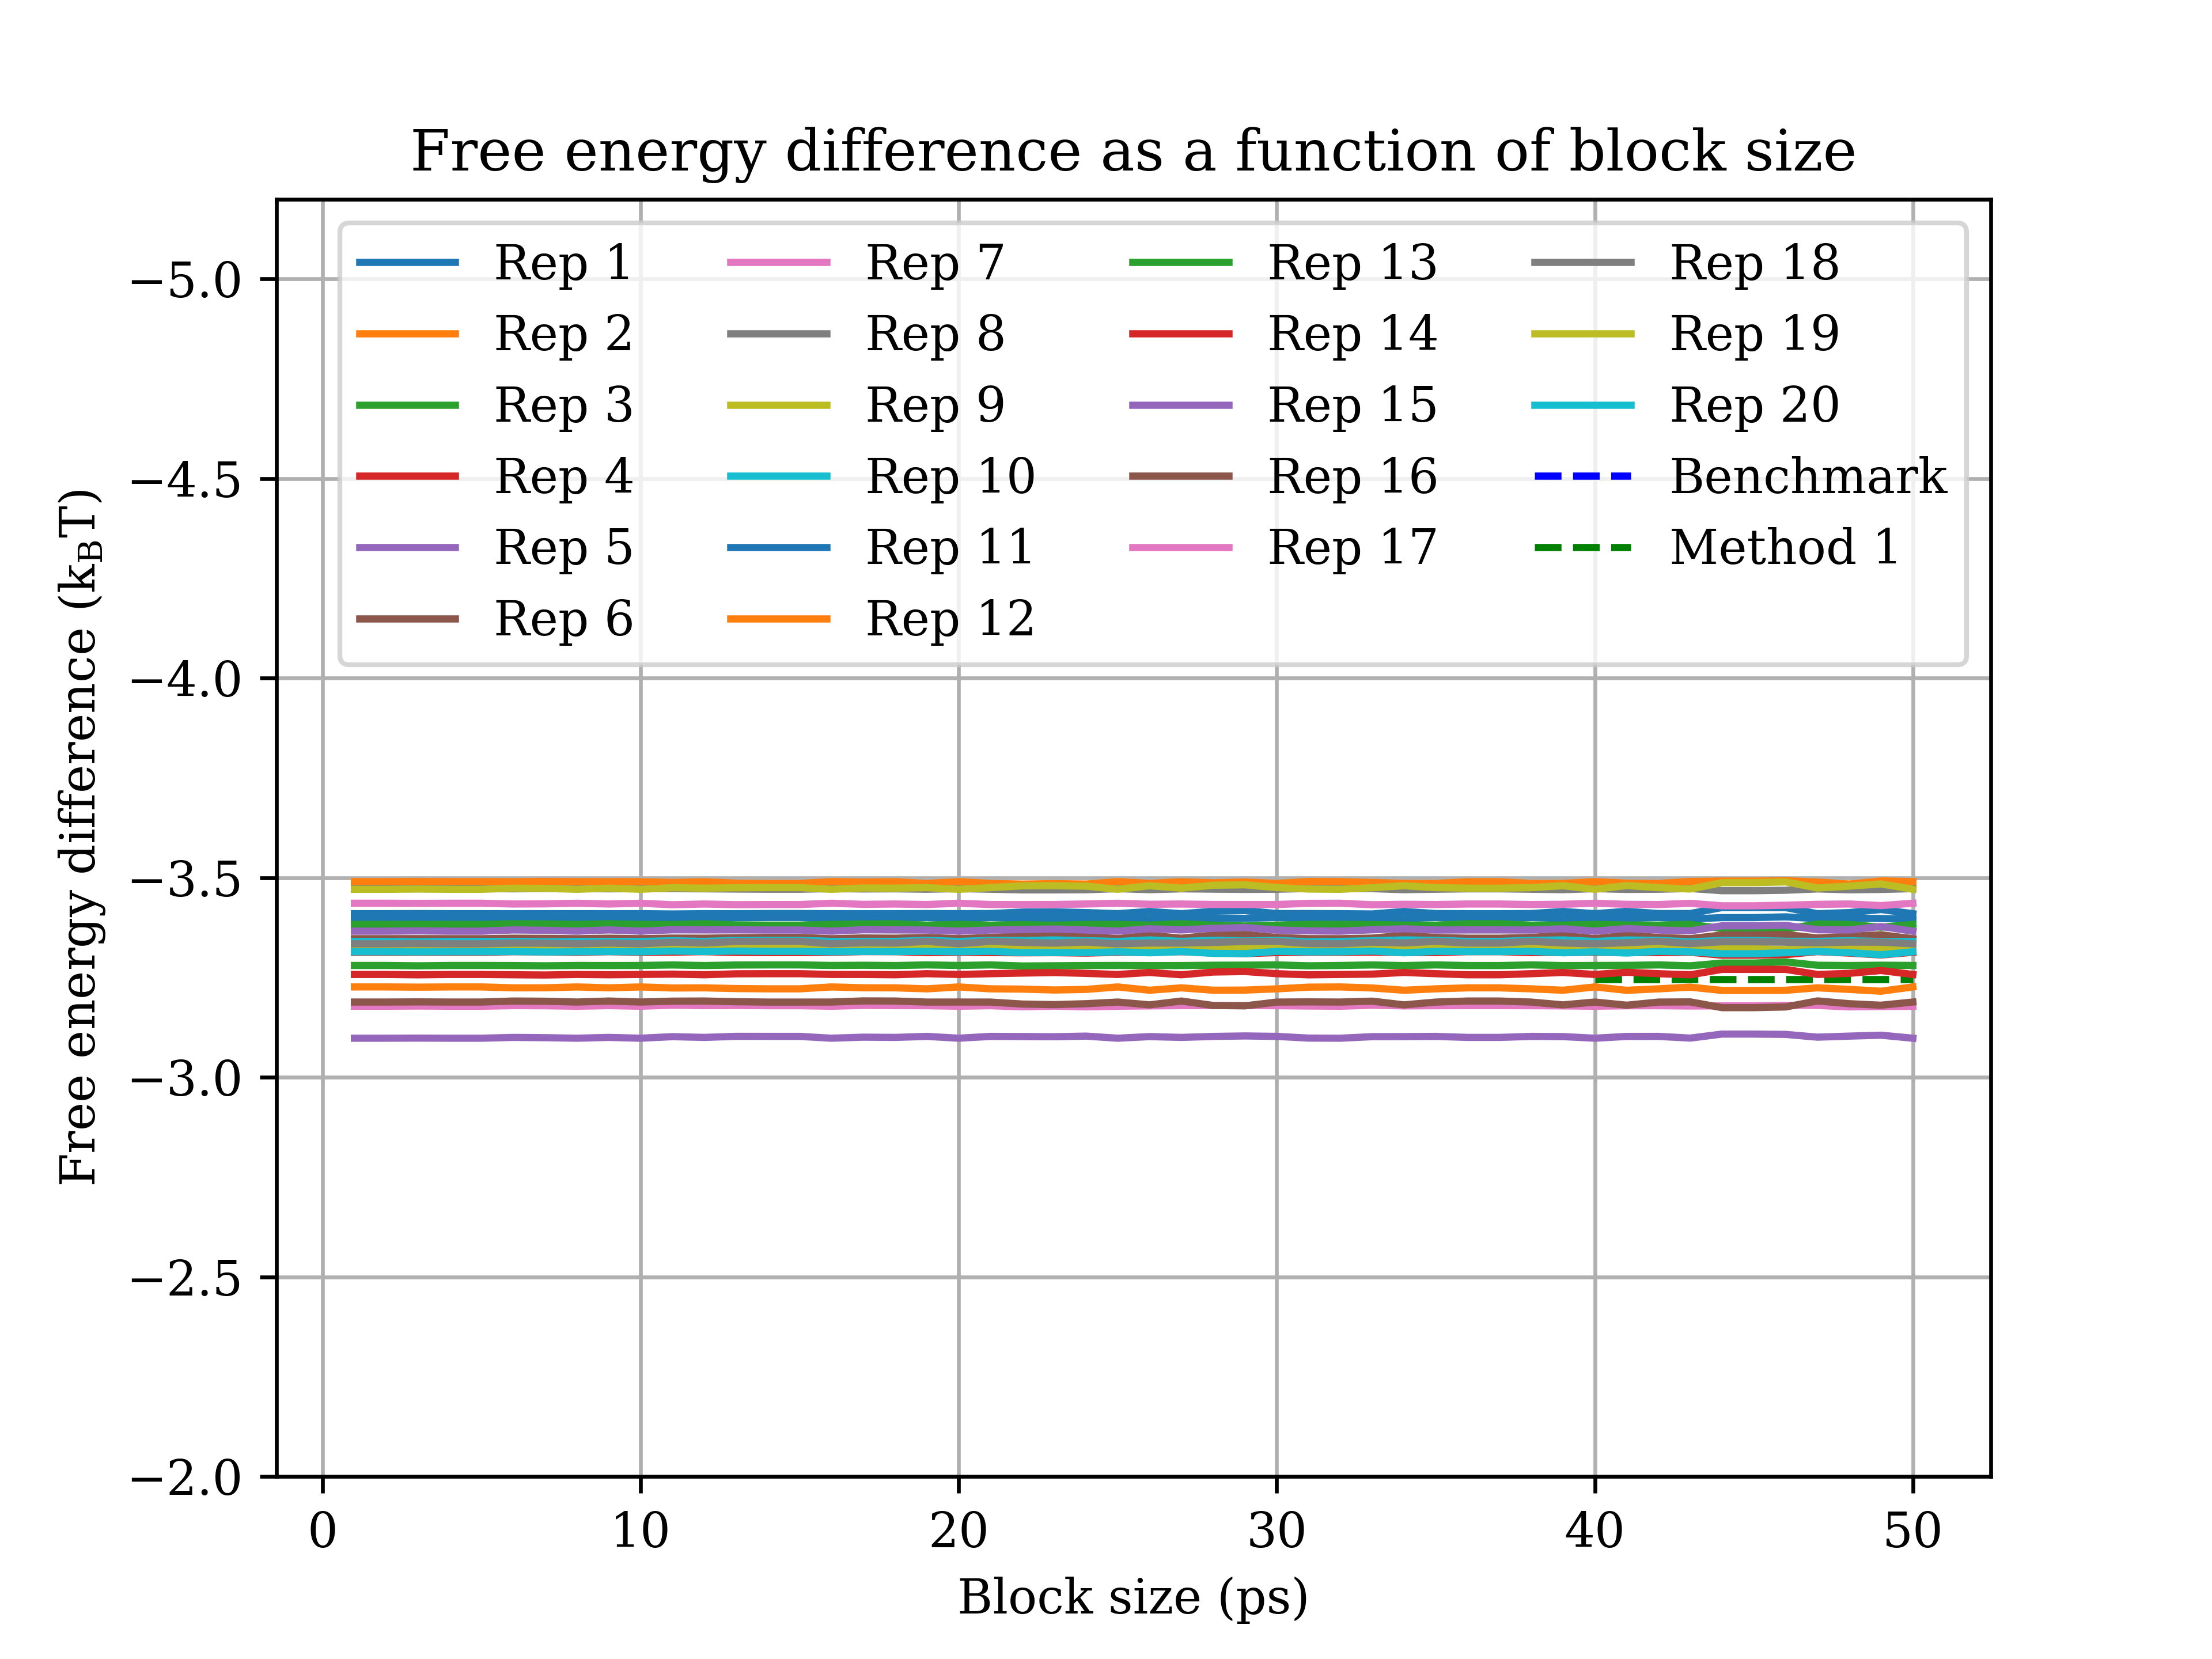 Free energy difference as a function of block size
Free energy difference (k_BT)
−5.0
−4.5
−4.0
−3.5
−3.0
−2.5
−2.0
Rep 1
Rep 2
Rep 3
Rep 4
Rep 5
Rep 6
Rep 7
Rep 8
Rep 9
Rep 10
Rep 11
Rep 12
Rep 13
Rep 14
Rep 15
Rep 16
Rep 17
Rep 18
Rep 19
Rep 20
Benchmark
Method 1
0 10 20 30 40 50
Block size (ps)